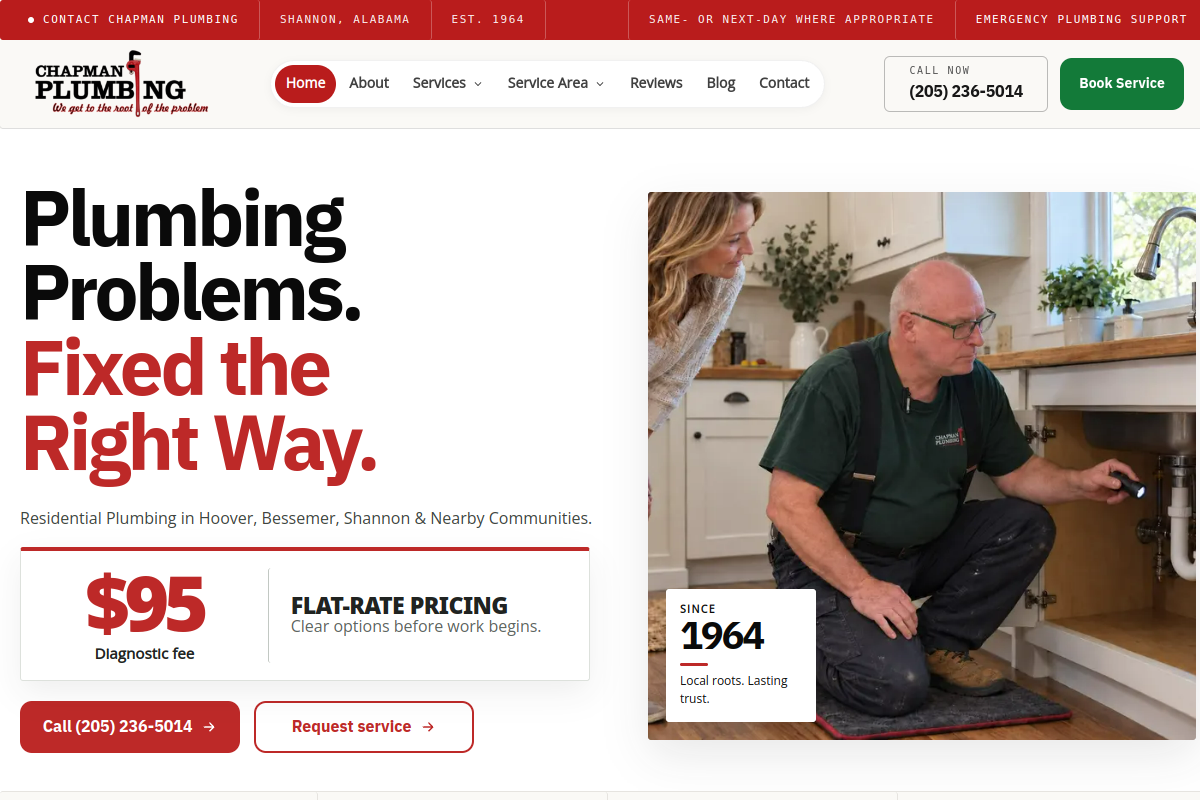 CONTACT CHAPMAN PLUMBING
SHANNON, ALABAMA
EST. 1964
SAME- OR NEXT-DAY WHERE APPROPRIATE
EMERGENCY PLUMBING SUPPORT
CHAPMAN
PLUMBING
We get to the root of the problem
Home
About
Services
Service Area
Reviews
Blog
Contact
CALL NOW
(205) 236-5014
Book Service
Plumbing
Problems.
Fixed the
Right Way.
Residential Plumbing in Hoover, Bessemer, Shannon & Nearby Communities.
$95
Diagnostic fee
FLAT-RATE PRICING
Clear options before work begins.
Call (205) 236-5014 →
Request service →
CHAPMAN
PLUMBING
SINCE
1964
Local roots. Lasting
trust.